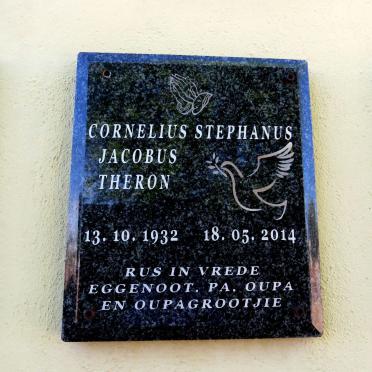 CORNELIUS STEPHANUS
JACOBUS
THERON
13. 10. 1932 18. 05. 2014
RUS IN VREDE
EGGENOOT, PA, OUPA
EN OUPAGROOTJIE